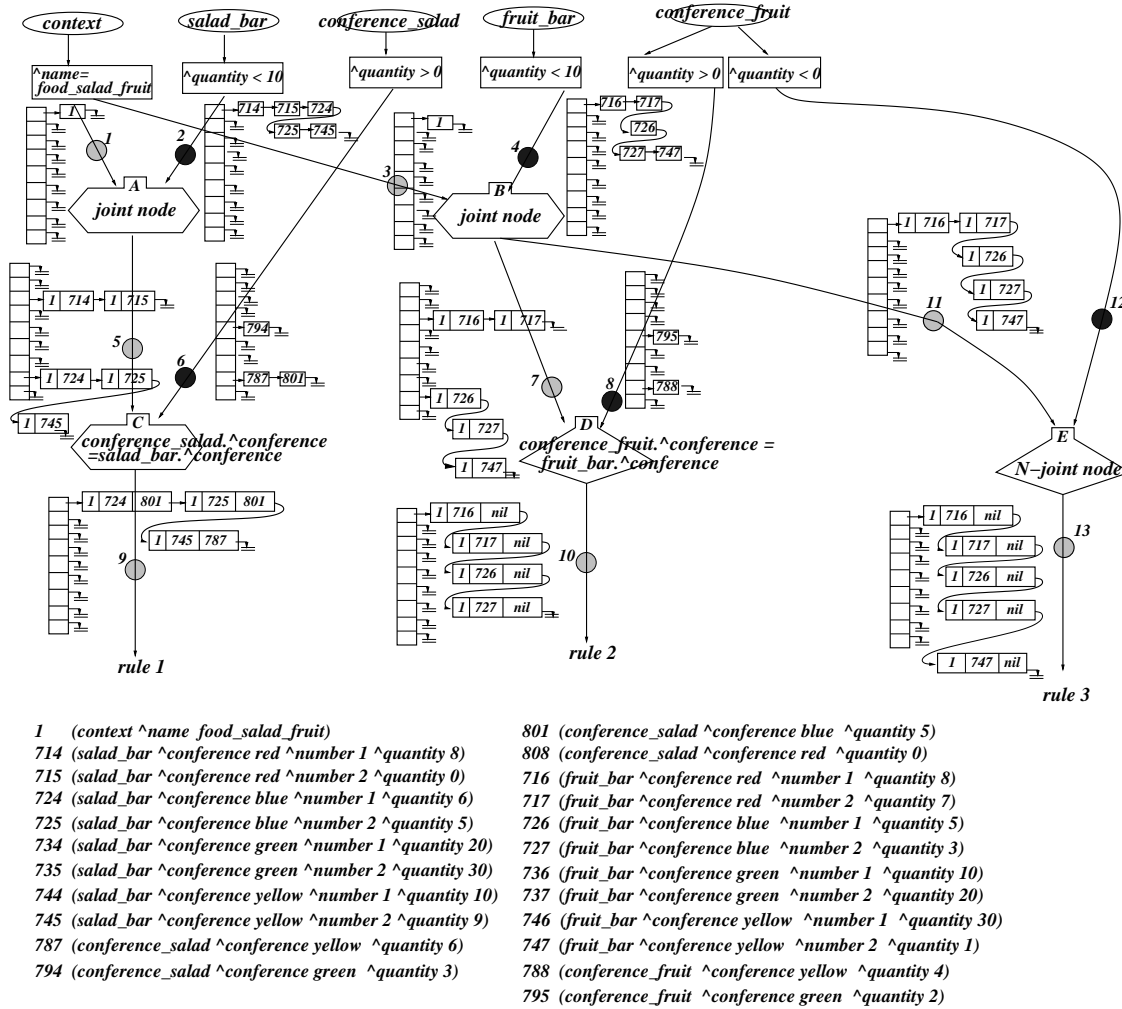 context
salad_bar
conference_salad
fruit_bar
conference_fruit
^name=
food_salad_fruit
^quantity < 10
^quantity > 0
^quantity < 10
^quantity > 0
^quantity < 0
1
714 715 724
725 745
1
716 717
726
727 747
1
2
3
4
A
joint node
B
joint node
1 716
1 717
1 726
1 727
1 747
11
12
1 714
1 715
794
5
6
1 724
1 725
787 801
1 745
1 716
1 717
795
7
8
788
1 726
1 727
1 747
C
conference_salad.^conference
=salad_bar.^conference
D
conference_fruit.^conference =
fruit_bar.^conference
E
N-joint node
1 724 801
1 725 801
1 745 787
9
1 716 nil
1 717 nil
1 726 nil
1 727 nil
10
1 716 nil
1 717 nil
1 726 nil
1 727 nil
1 747 nil
13
rule 1
rule 2
rule 3
1 (context ^name food_salad_fruit)
714 (salad_bar ^conference red ^number 1 ^quantity 8)
715 (salad_bar ^conference red ^number 2 ^quantity 0)
724 (salad_bar ^conference blue ^number 1 ^quantity 6)
725 (salad_bar ^conference blue ^number 2 ^quantity 5)
734 (salad_bar ^conference green ^number 1 ^quantity 20)
735 (salad_bar ^conference green ^number 2 ^quantity 30)
744 (salad_bar ^conference yellow ^number 1 ^quantity 10)
745 (salad_bar ^conference yellow ^number 2 ^quantity 9)
787 (conference_salad ^conference yellow ^quantity 6)
794 (conference_salad ^conference green ^quantity 3)
801 (conference_salad ^conference blue ^quantity 5)
808 (conference_salad ^conference red ^quantity 0)
716 (fruit_bar ^conference red ^number 1 ^quantity 8)
717 (fruit_bar ^conference red ^number 2 ^quantity 7)
726 (fruit_bar ^conference blue ^number 1 ^quantity 5)
727 (fruit_bar ^conference blue ^number 2 ^quantity 3)
736 (fruit_bar ^conference green ^number 1 ^quantity 10)
737 (fruit_bar ^conference green ^number 2 ^quantity 20)
746 (fruit_bar ^conference yellow ^number 1 ^quantity 30)
747 (fruit_bar ^conference yellow ^number 2 ^quantity 1)
788 (conference_fruit ^conference yellow ^quantity 4)
795 (conference_fruit ^conference green ^quantity 2)